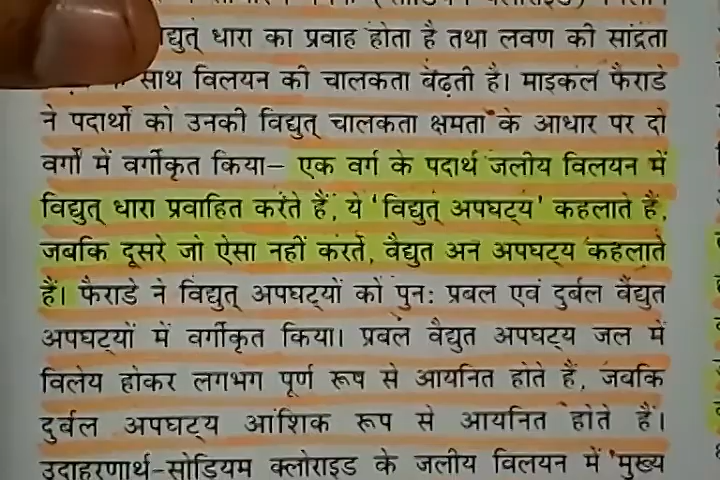 विद्युत् धारा का प्रवाह होता है तथा लवण की सांद्रता
साथ विलयन की चालकता बढ़ती है। माइकल फैराडे
ने पदार्थों को उनकी विद्युत् चालकता क्षमता के आधार पर दो
वर्गों में वर्गीकृत किया– एक वर्ग के पदार्थ जलीय विलयन में
विद्युत् धारा प्रवाहित करते हैं, ये 'विद्युत् अपघट्य' कहलाते हैं,
जबकि दूसरे जो ऐसा नहीं करते, वैद्युत अन अपघट्य कहलाते
हैं। फैराडे ने विद्युत् अपघट्यों को पुन: प्रबल एवं दुर्बल वैद्युत
अपघट्यों में वर्गीकृत किया। प्रबल वैद्युत अपघट्य जल में
विलेय होकर लगभग पूर्ण रूप से आयनित होते हैं, जबकि
दुर्बल अपघट्य आंशिक रूप से आयनित होते हैं।
उदाहरणार्थ–सोडियम क्लोराइड के जलीय विलयन में मुख्य